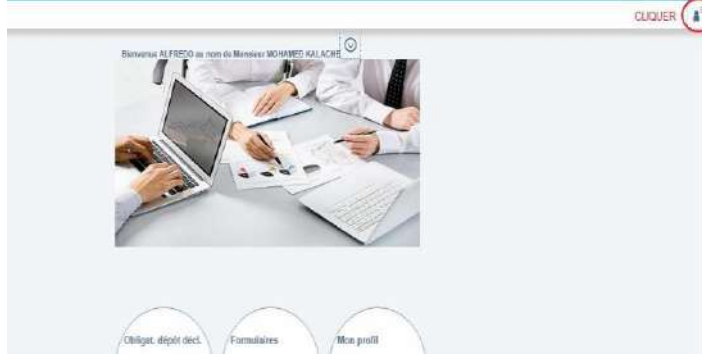 CLIQUER
Bienvenue ALFREDO au nom de Monsieur MOHAMED KALACHE
Obligat. dépôt décl.
Formulaires
Mon profil